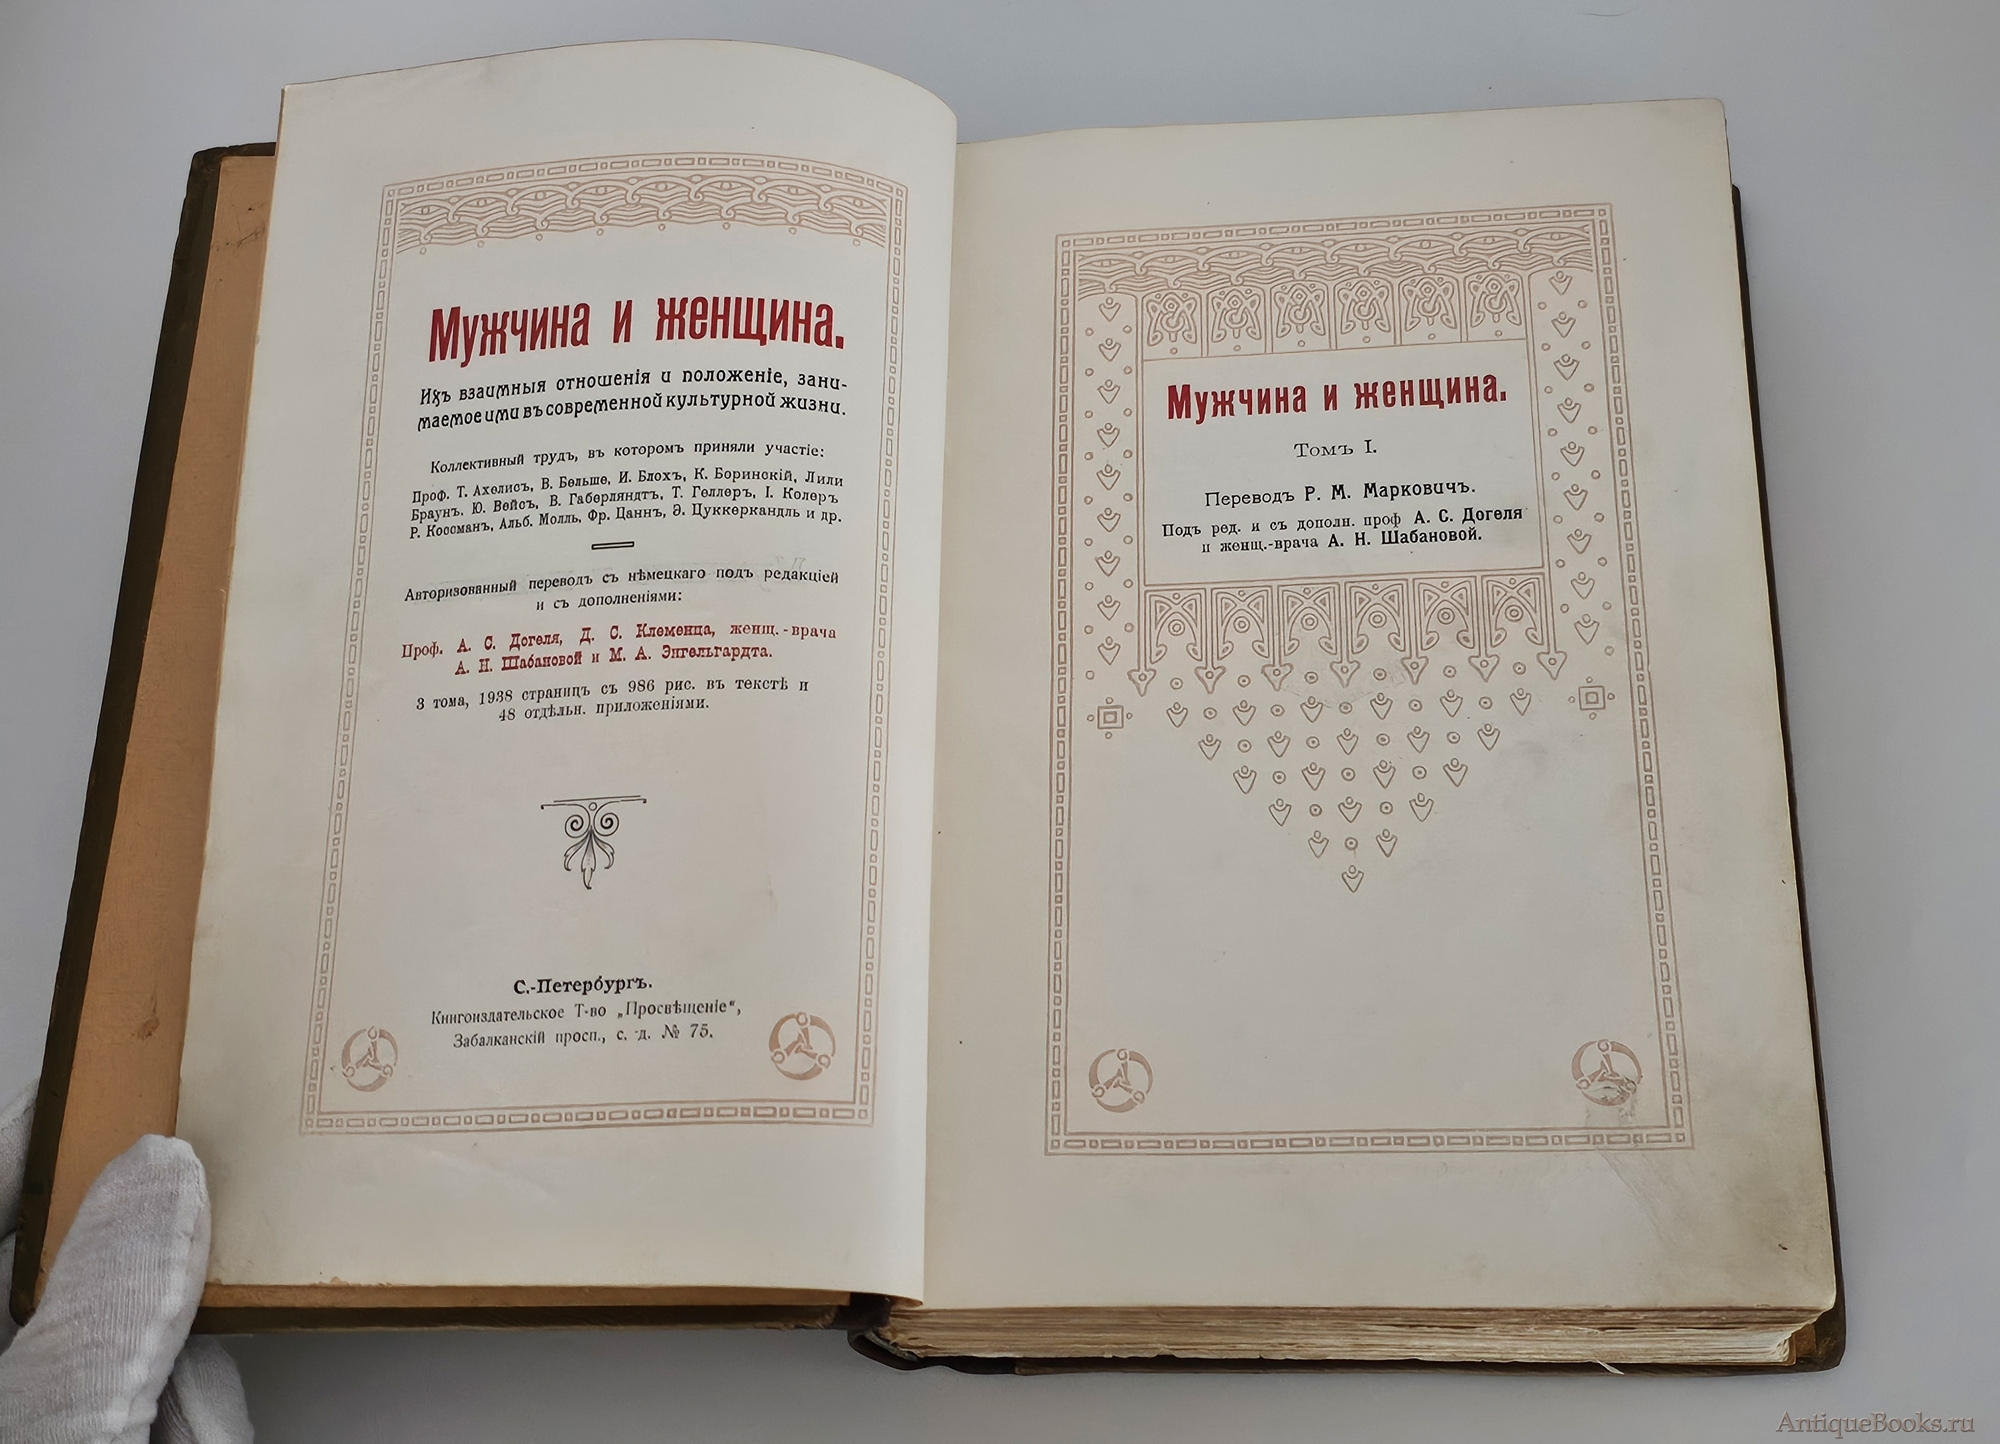 Мужчина и женщина.
Ихъ взаимныя отношенія и положеніе, зани-
маемое ими въ современной культурной жизни.
Коллективный трудъ, въ которомъ приняли участіе:
Проф. Т. Ахелисъ, В. Бельше, И. Блохъ, К. Боринскій, Лили
Браунъ, Ю. Вейсъ, В. Габерляндтъ, Т. Геллеръ, І. Колеръ
Р. Коссманъ, Альб. Молль, Фр. Цаннъ, Э. Цуккеркандль и др.
Авторизованный переводъ съ нѣмецкаго подъ редакціей
и съ дополненіями:
Проф. А. С. Догеля, Д. С. Клеменца, женщ.-врача
А. Н. Шабановой и М. А. Энгельгардта.
3 тома, 1938 страницъ съ 986 рис. въ текстѣ и
48 отдѣльн. приложеніями.
С.-Петербургъ.
Книгоиздательское Т-во „Просвѣщеніе“,
Забалканскій просп., с. д. № 75.
Мужчина и женщина.
Томъ I.
Переводъ Р. М. Марковичъ.
Подъ ред. и съ дополн. проф А. С. Догеля
и женщ.-врача А. Н. Шабановой.
AntiqueBooks.ru